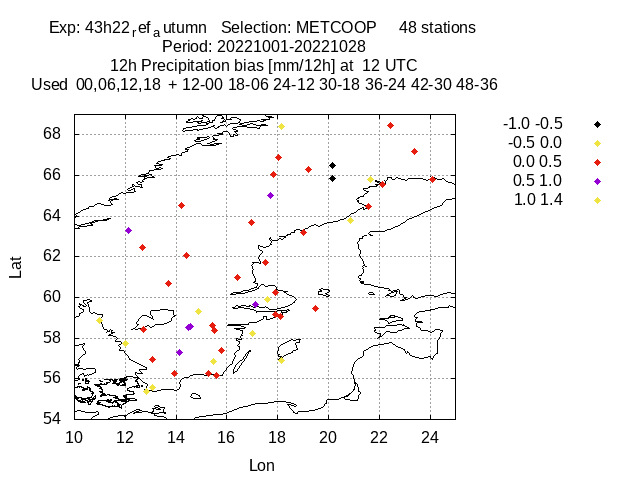 Exp: 43h22ref autumn Selection: METCOOP 48 stations
Period: 20221001-20221028
12h Precipitation bias [mm/12h] at 12 UTC
Used 00,06,12,18 + 12-00 18-06 24-12 30-18 36-24 42-30 48-36
-1.0 -0.5
-0.5 0.0
0.0 0.5
0.5 1.0
1.0 1.4
68
66
64
62
60
58
56
54
Lat
10 12 14 16 18 20 22 24
Lon